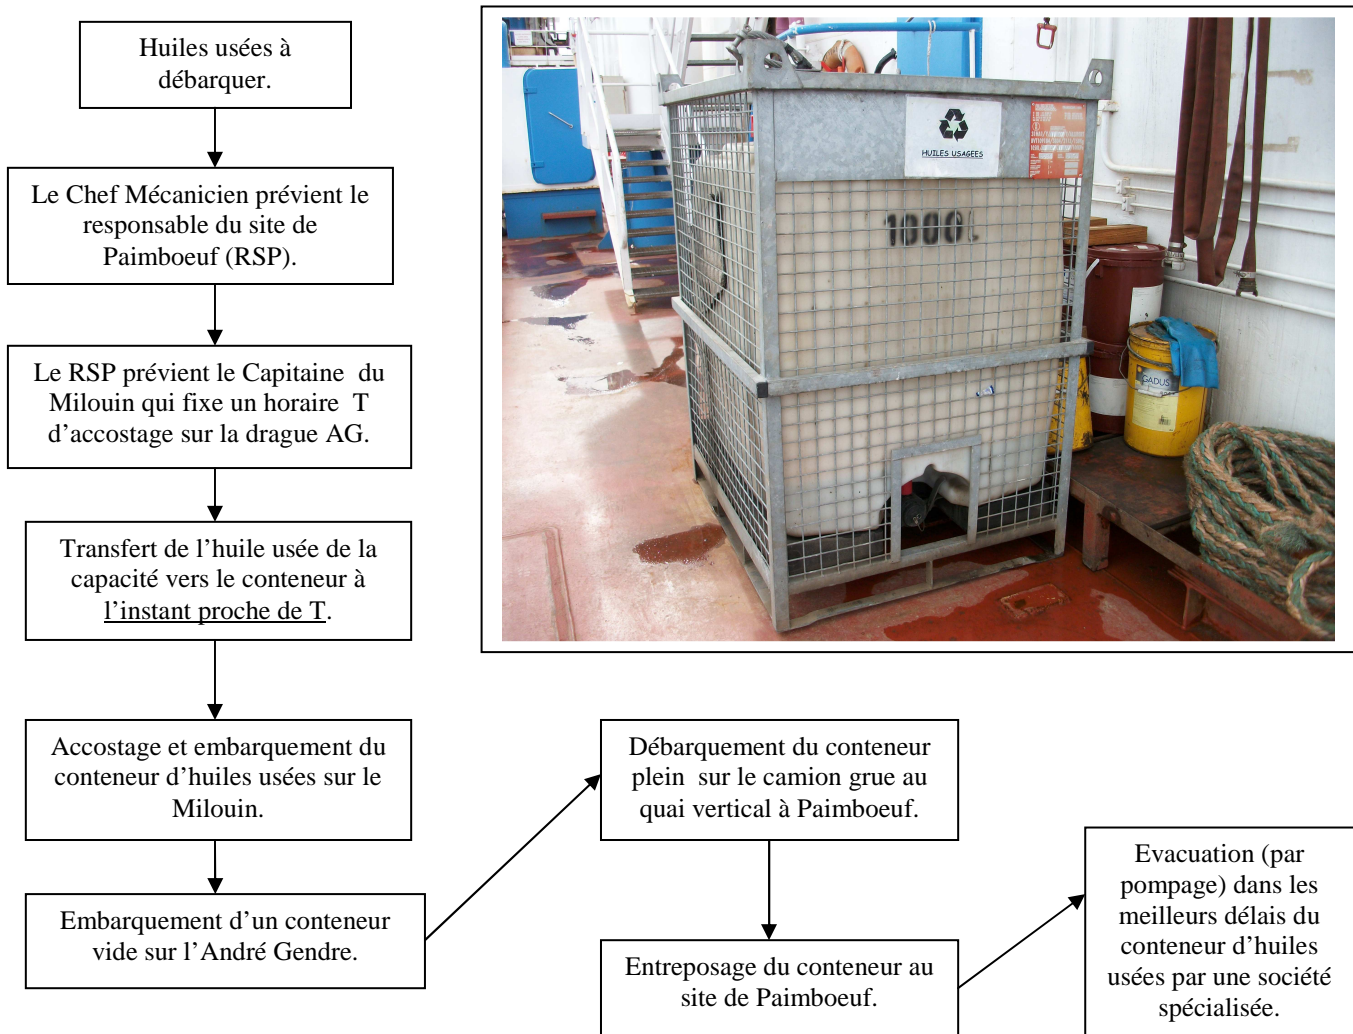 Huiles usées à
débarquer.
Le Chef Mécanicien prévient le
responsable du site de
Paimboeuf (RSP).
Le RSP prévient le Capitaine  du
Milouin qui fixe un horaire  T
d’accostage sur la drague AG.
Transfert de l’huile usée de la
capacité vers le conteneur à
l’instant proche de T.
Accostage et embarquement du
conteneur d’huiles usées sur le
Milouin.
Embarquement d’un conteneur
vide sur l’André Gendre.
Débarquement du conteneur
plein  sur le camion grue au
quai vertical à Paimboeuf.
Entreposage du conteneur au
site de Paimboeuf.
Evacuation (par
pompage) dans les
meilleurs délais du
conteneur d’huiles
usées par une société
spécialisée.
HUILES USAGÉES
1000L
GADUS